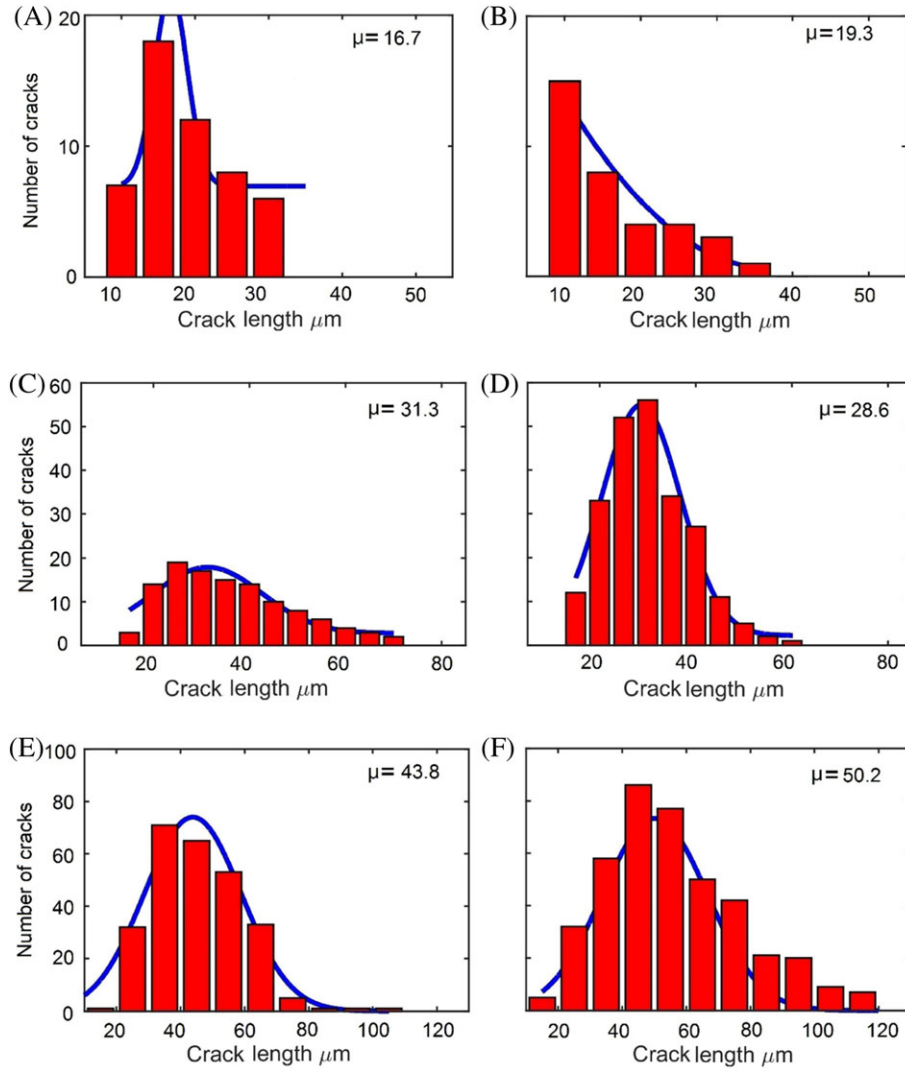 (A)
20
10
0
Number of cracks
μ= 16.7
10 20 30 40 50
Crack length μm
(B)
μ= 19.3
10 20 30 40 50
Crack length μm
(C)
60
50
40
30
20
10
0
Number of cracks
μ= 31.3
20 40 60 80
Crack length μm
(D)
μ= 28.6
20 40 60 80
Crack length μm
(E)
100
80
60
40
20
0
Number of cracks
μ= 43.8
20 40 60 80 100 120
Crack length μm
(F)
μ= 50.2
20 40 60 80 100 120
Crack length μm